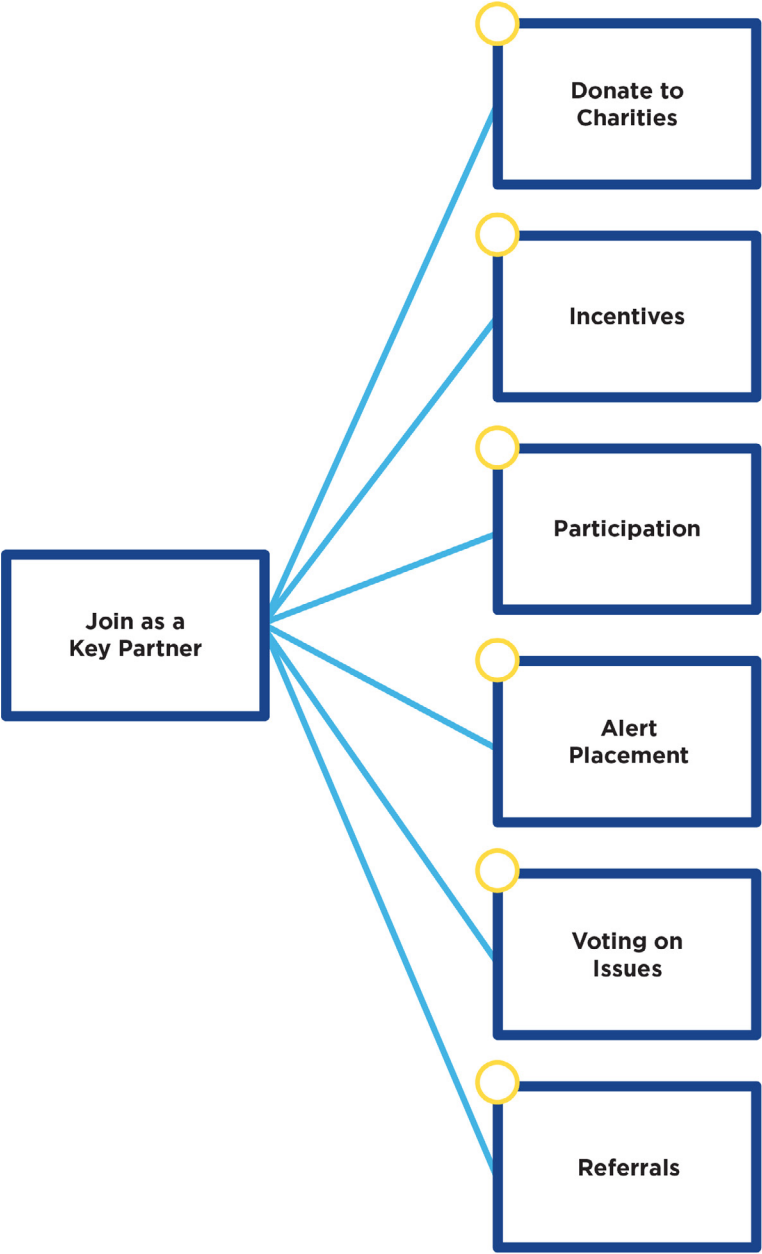 Donate to
Charities
Incentives
Participation
Join as a
Key Partner
Alert
Placement
Voting on
Issues
Referrals